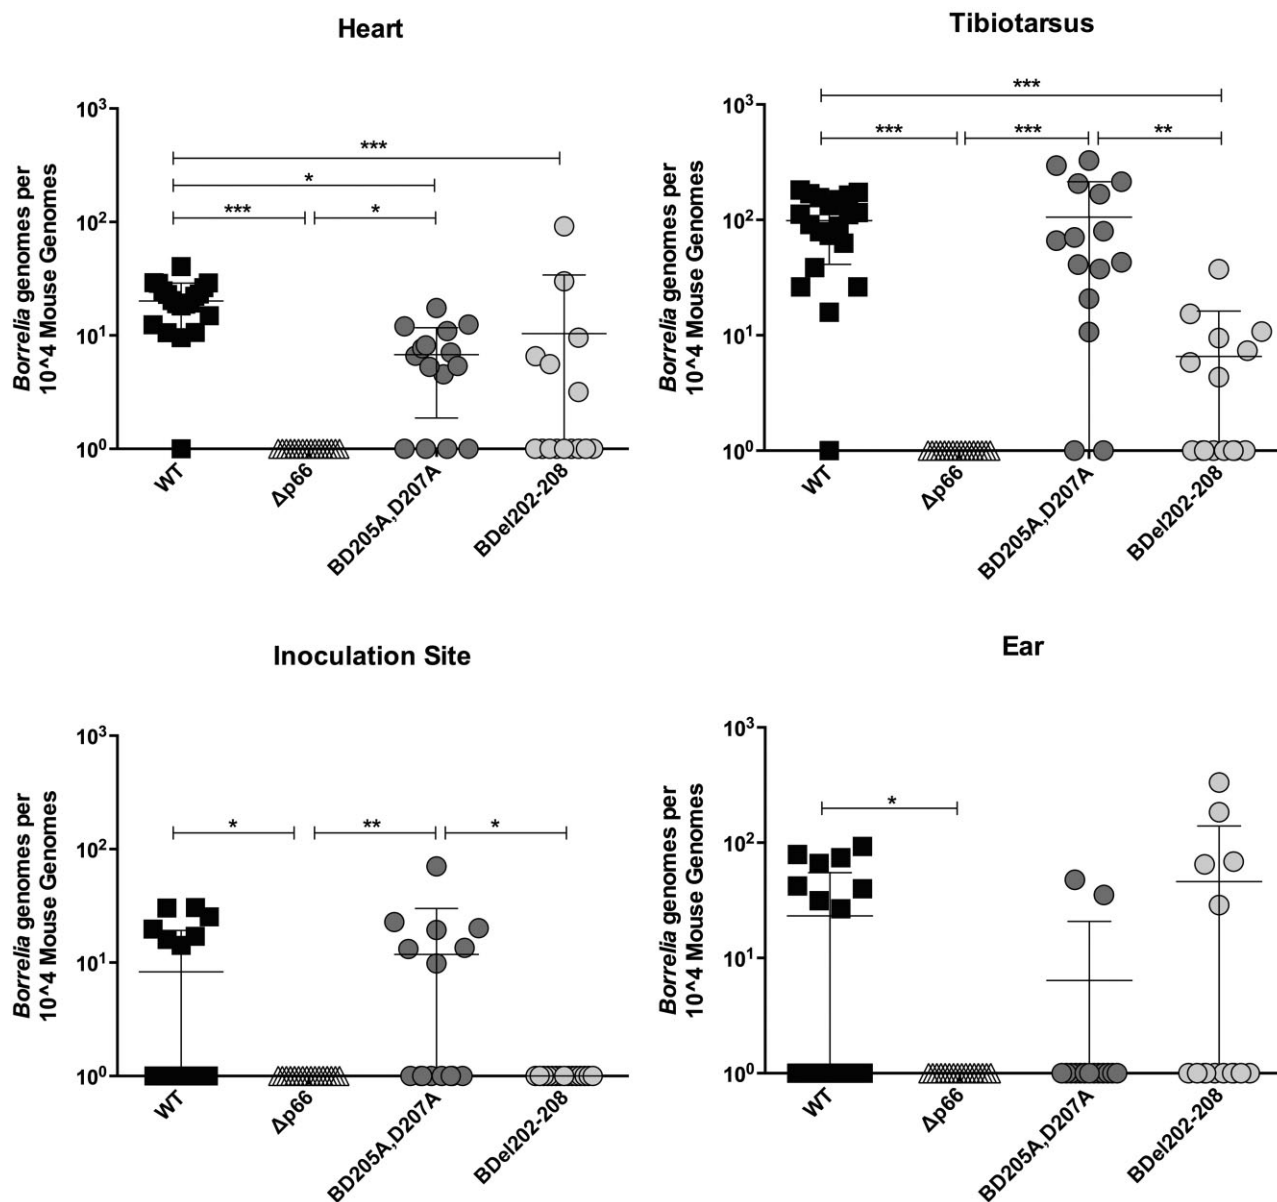 Heart
Borrelia genomes per
10^4 Mouse Genomes
10³
10²
10¹
10⁰
***
*
***
*
WT
Δp66
BD205A,D207A
BDel202-208
Tibiotarsus
Borrelia genomes per
10^4 Mouse Genomes
10³
10²
10¹
10⁰
***
***
***
**
WT
Δp66
BD205A,D207A
BDel202-208
Inoculation Site
Borrelia genomes per
10^4 Mouse Genomes
10³
10²
10¹
10⁰
*
**
*
WT
Δp66
BD205A,D207A
BDel202-208
Ear
Borrelia genomes per
10^4 Mouse Genomes
10³
10²
10¹
10⁰
*
WT
Δp66
BD205A,D207A
BDel202-208